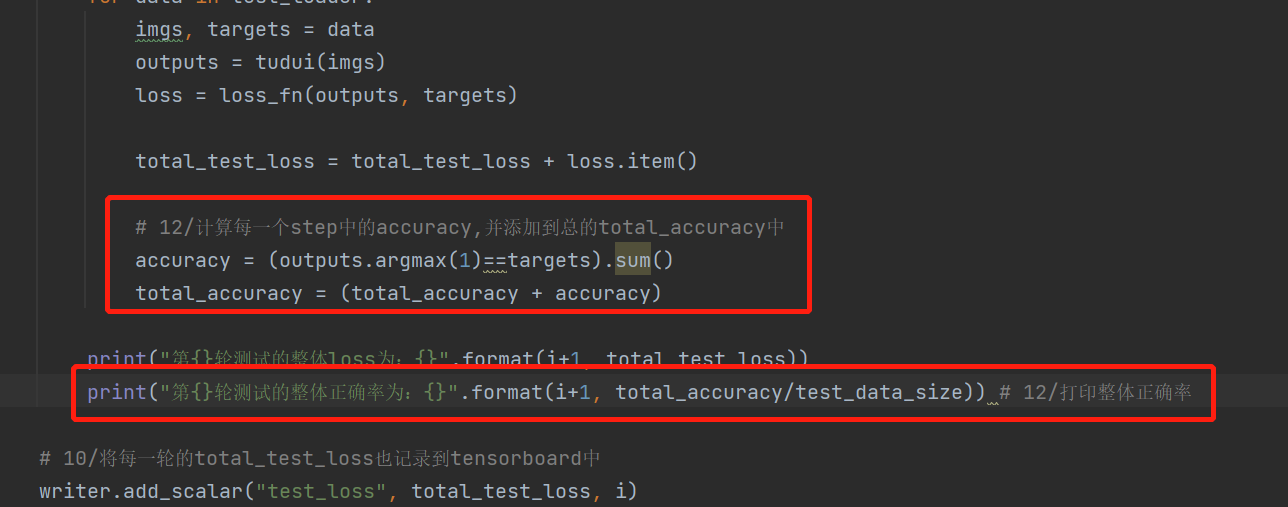 for data in test_loader:
imgs, targets = data
outputs = tudui(imgs)
loss = loss_fn(outputs, targets)
total_test_loss = total_test_loss + loss.item()
# 12/计算每一个step中的accuracy,并添加到总的total_accuracy中
accuracy = (outputs.argmax(1)==targets).sum()
total_accuracy = (total_accuracy + accuracy)
print("第{}轮测试的整体loss为: {}".format(i+1, total_test_loss))
print("第{}轮测试的整体正确率为: {}".format(i+1, total_accuracy/test_data_size)) # 12/打印整体正确率
# 10/将每一轮的total_test_loss也记录到tensorboard中
writer.add_scalar("test_loss", total_test_loss, i)